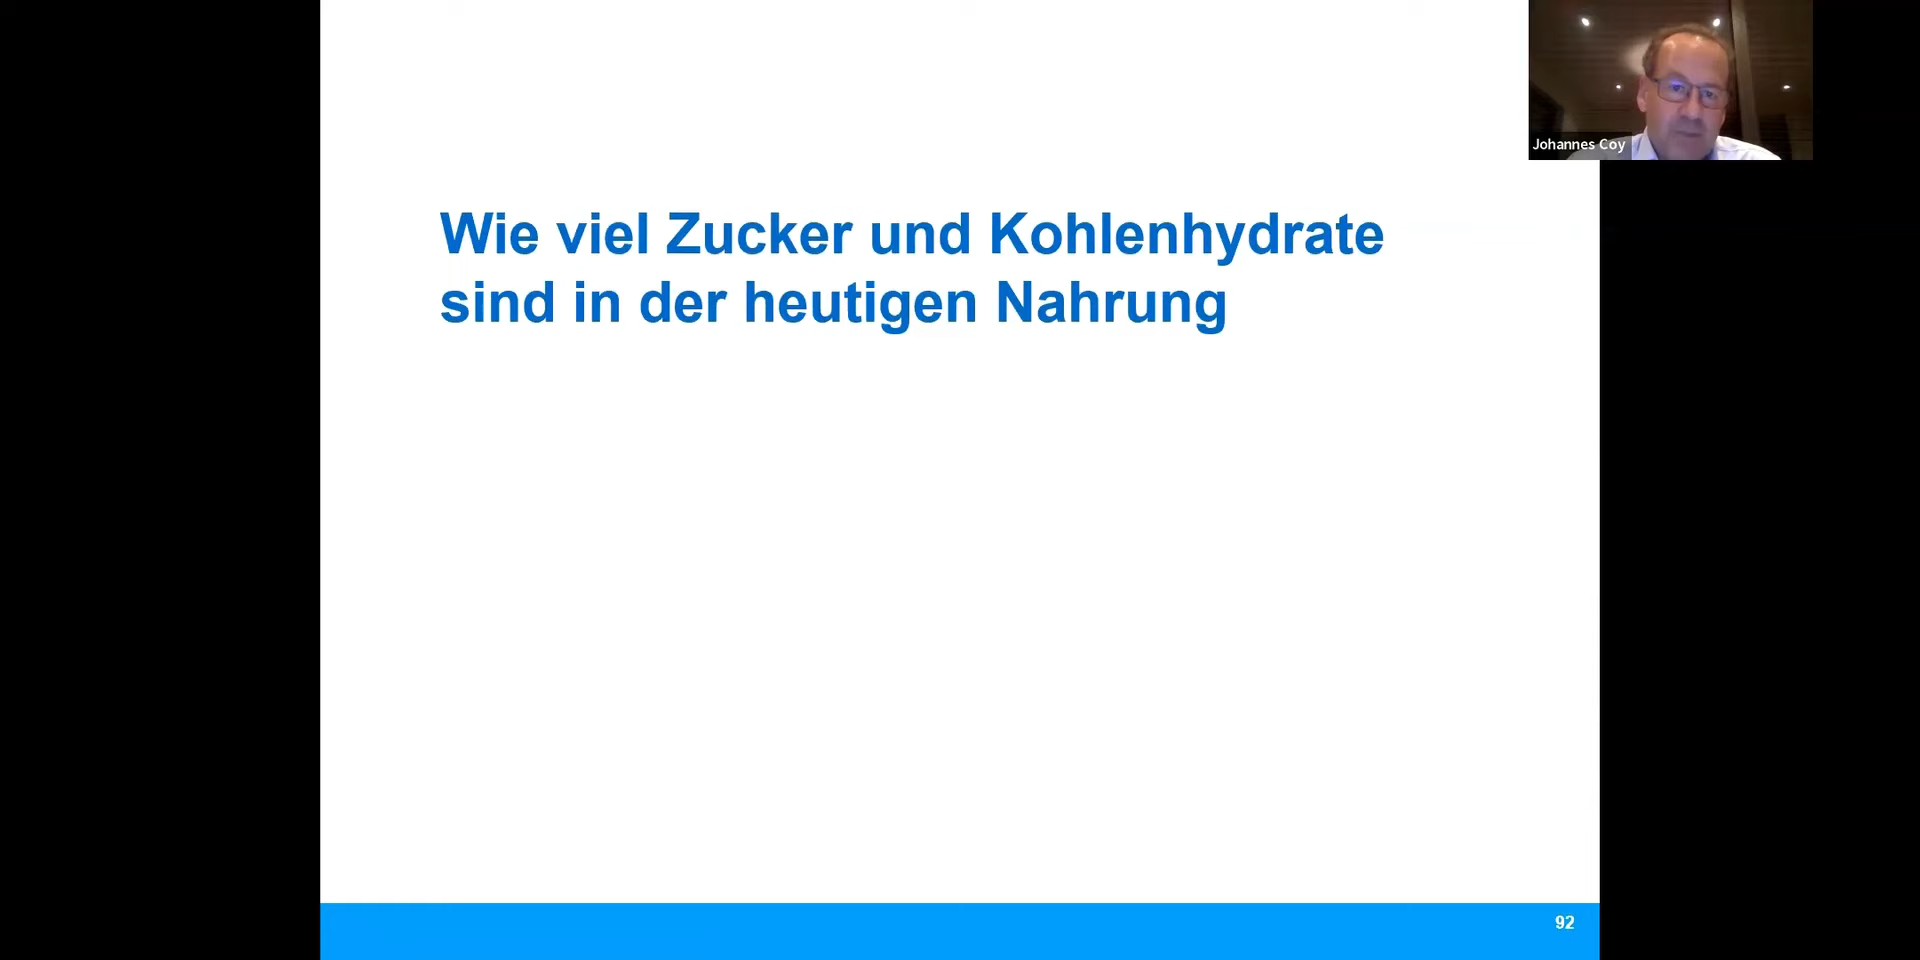 Johannes Coy
Wie viel Zucker und Kohlenhydrate
sind in der heutigen Nahrung
92